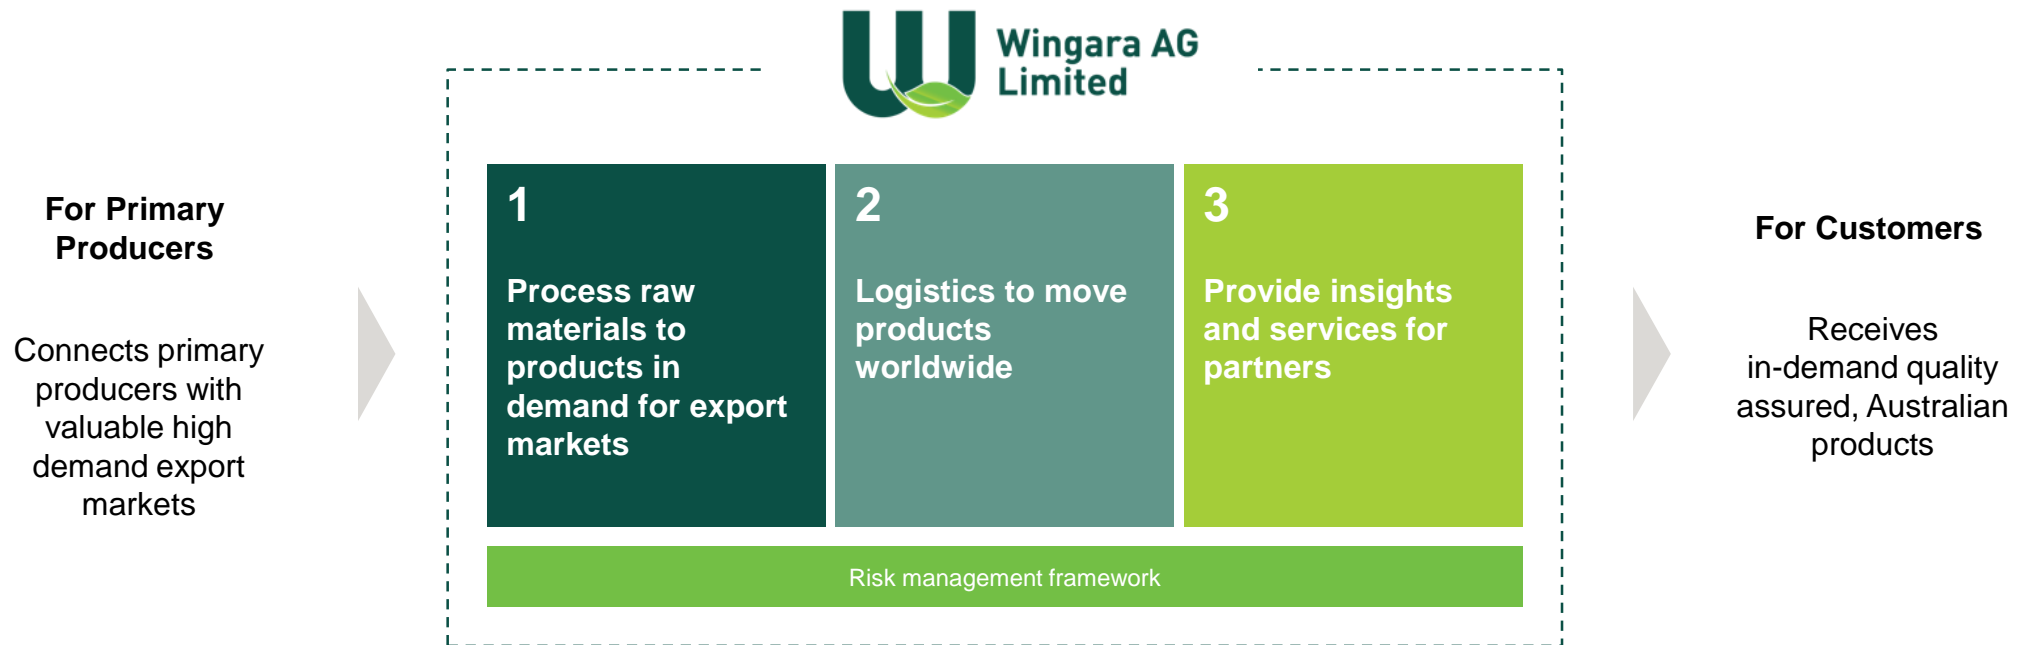 Wingara AG
Limited
For Primary
Producers
Connects primary
producers with
valuable high
demand export
markets
1
Process raw
materials to
products in
demand for export
markets
2
Logistics to move
products
worldwide
3
Provide insights
and services for
partners
Risk management framework
For Customers
Receives
in-demand quality
assured, Australian
products